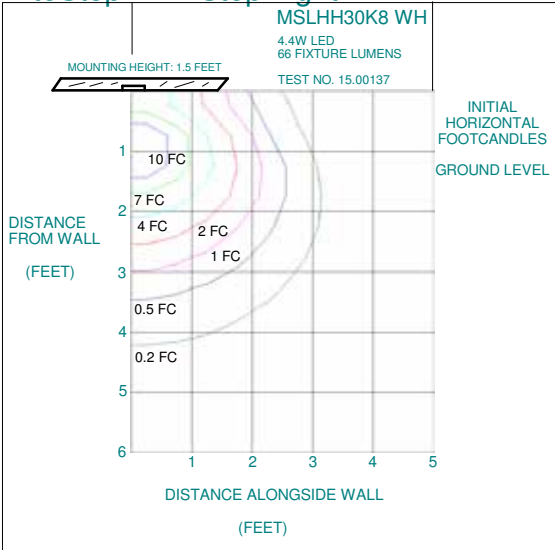 MSLHH30K8 WH
4.4W LED
66 FIXTURE LUMENS
TEST NO. 15.00137
MOUNTING HEIGHT: 1.5 FEET
INITIAL
HORIZONTAL
FOOTCANDLES
GROUND LEVEL
DISTANCE
FROM WALL
(FEET)
1
2
3
4
5
6
10 FC
7 FC
4 FC
2 FC
1 FC
0.5 FC
0.2 FC
1 2 3 4 5
DISTANCE ALONGSIDE WALL
(FEET)